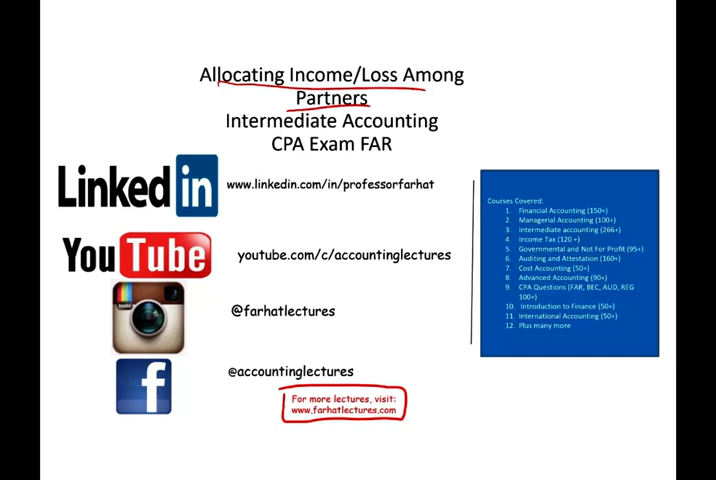 Allocating Income/Loss Among
Partners
Intermediate Accounting
CPA Exam FAR
Linked in
www.linkedin.com/in/professorfarhat
YouTube
youtube.com/c/accountinglectures
@farhatlectures
f
@accountinglectures
For more lectures, visit:
www.farhatlectures.com
Courses Covered:
1. Financial Accounting (150+)
2. Managerial Accounting (100+)
3. Intermediate accounting (266+)
4. Income Tax (120 +)
5. Governmental and Not For Profit (95+)
6. Auditing and Attestation (160+)
7. Cost Accounting (50+)
8. Advanced Accounting (90+)
9. CPA Questions (FAR, BEC, AUD, REG
100+)
10. Introduction to Finance (50+)
11. International Accounting (50+)
12. Plus many more